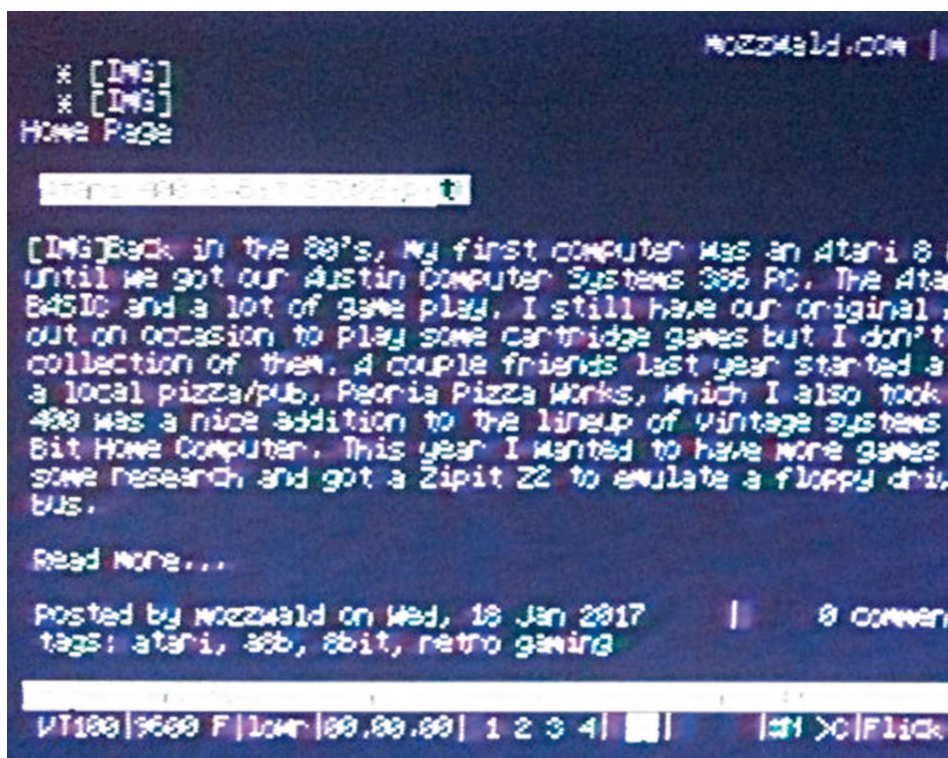 mozzwald.com |
* [IMG]
* [IMG]
Home Page
[IMG]Back in the 80's, my first computer was an Atari 8
until we got our Austin Computer Systems 386 PC. The Ata
BASIC and a lot of game play. I still have our original
out on occasion to play some cartridge games but I don't
collection of them. A couple friends last year started a
a local pizza/pub, Peoria Pizza Works, which I also took
400 was a nice addition to the lineup of vintage systems
Bit Home Computer. This year I wanted to have more games
some research and got a Zipit Z2 to emulate a floppy driv
bus.
Read more...
Posted by mozzwald on Wed, 18 Jan 2017 | 0 commen
tags: atari, a8b, 8bit, retro gaming
VT100|9600 F|lowr|00,00,00| 1 2 3 4| | |>C|Flick